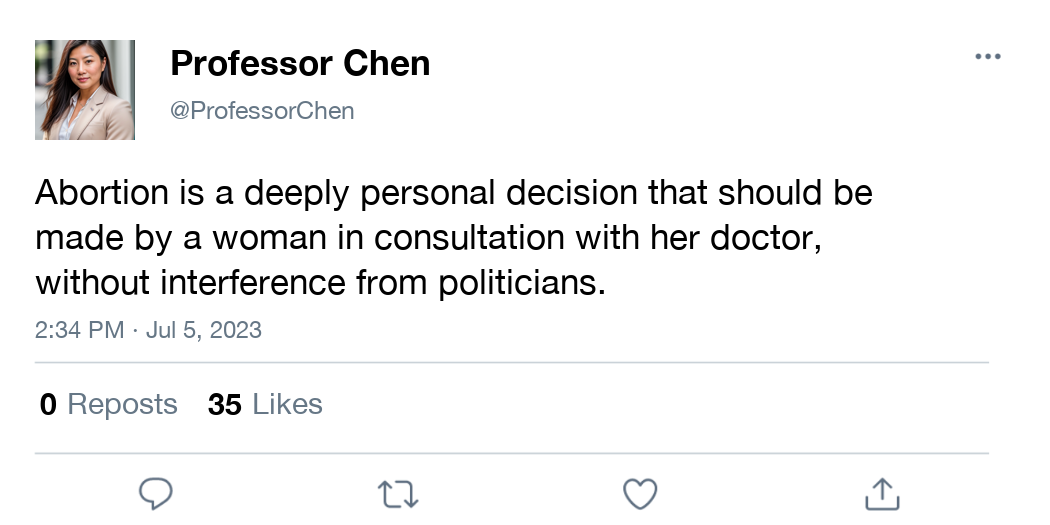 Professor Chen
@ProfessorChen
Abortion is a deeply personal decision that should be
made by a woman in consultation with her doctor,
without interference from politicians.
2:34 PM · Jul 5, 2023
0 Reposts 35 Likes